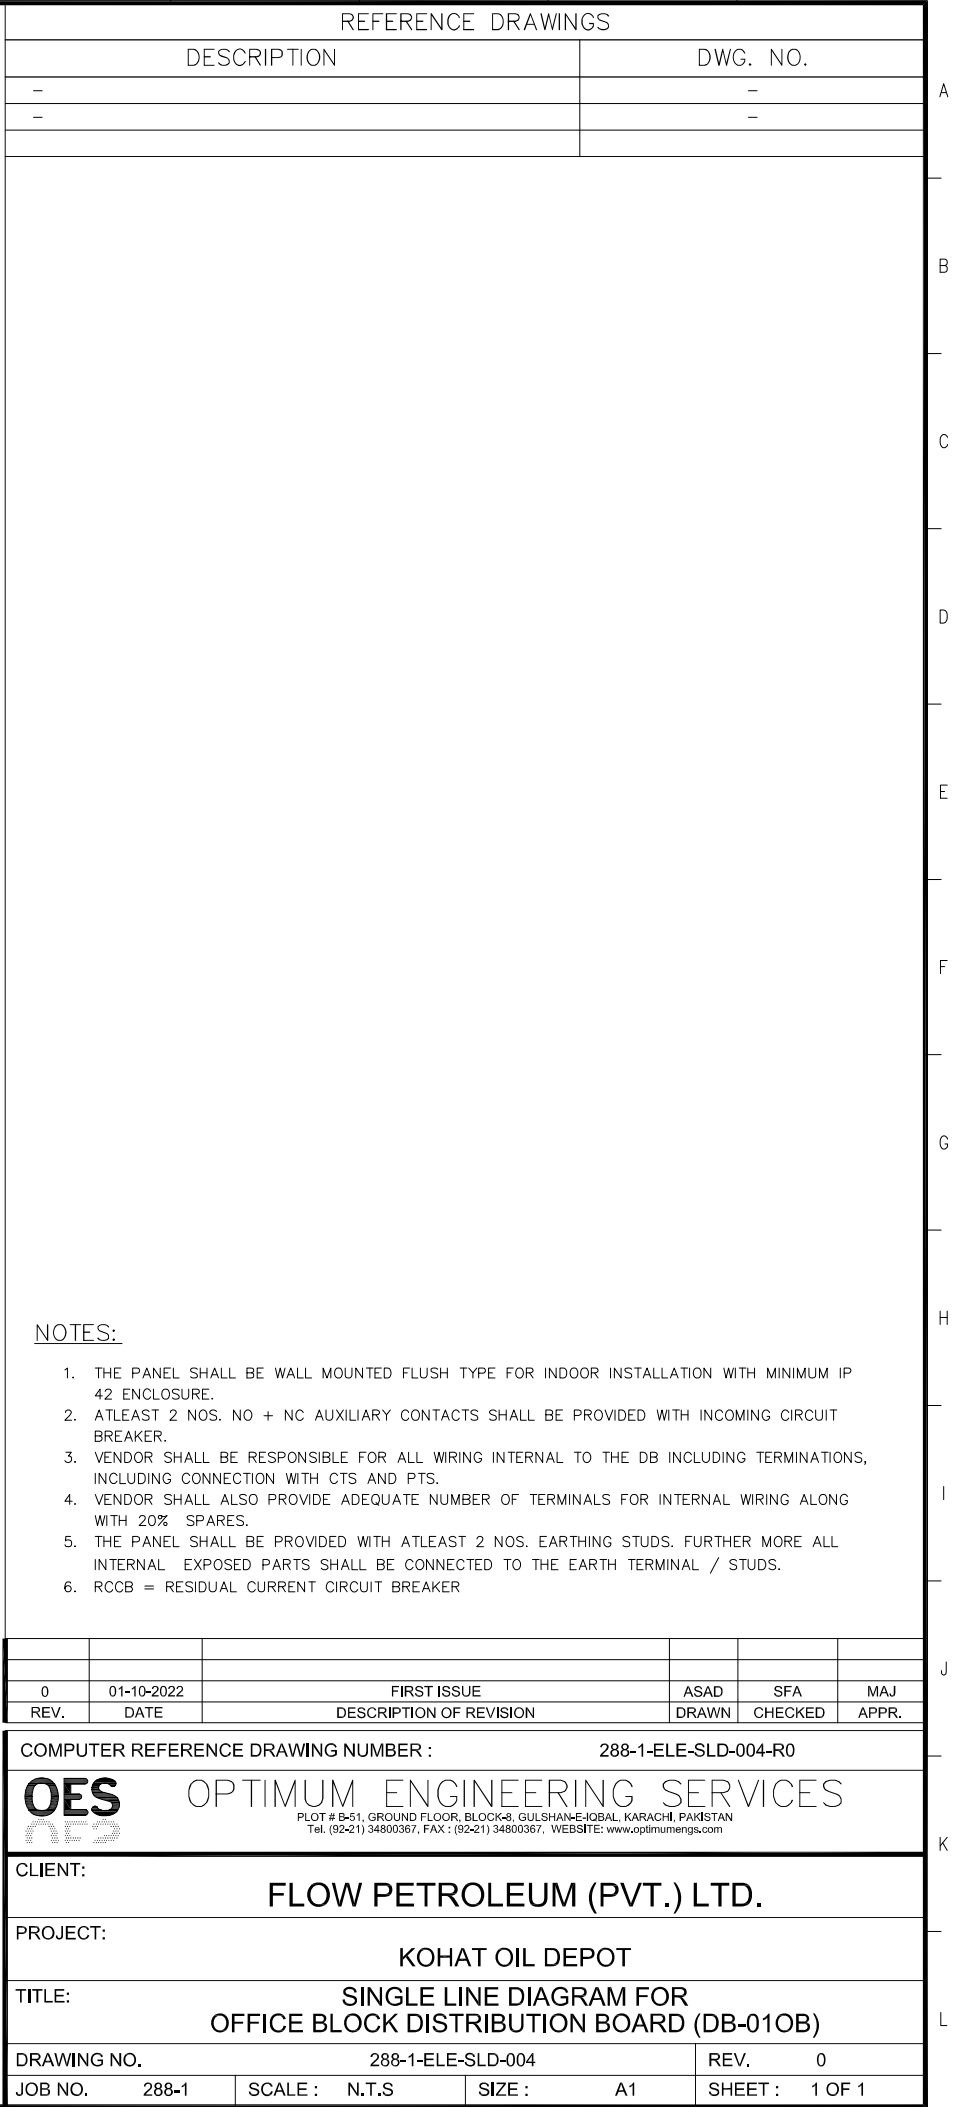 REFERENCE DRAWINGS
DESCRIPTION DWG. NO.
– –
– –
A
B
C
D
E
F
G
H
I
J
K
L
NOTES:
1. THE PANEL SHALL BE WALL MOUNTED FLUSH TYPE FOR INDOOR INSTALLATION WITH MINIMUM IP
42 ENCLOSURE.
2. ATLEAST 2 NOS. NO + NC AUXILIARY CONTACTS SHALL BE PROVIDED WITH INCOMING CIRCUIT
BREAKER.
3. VENDOR SHALL BE RESPONSIBLE FOR ALL WIRING INTERNAL TO THE DB INCLUDING TERMINATIONS,
INCLUDING CONNECTION WITH CTS AND PTS.
4. VENDOR SHALL ALSO PROVIDE ADEQUATE NUMBER OF TERMINALS FOR INTERNAL WIRING ALONG
WITH 20% SPARES.
5. THE PANEL SHALL BE PROVIDED WITH ATLEAST 2 NOS. EARTHING STUDS. FURTHER MORE ALL
INTERNAL EXPOSED PARTS SHALL BE CONNECTED TO THE EARTH TERMINAL / STUDS.
6. RCCB = RESIDUAL CURRENT CIRCUIT BREAKER
0 01-10-2022 FIRST ISSUE ASAD SFA MAJ
REV. DATE DESCRIPTION OF REVISION DRAWN CHECKED APPR.
COMPUTER REFERENCE DRAWING NUMBER : 288-1-ELE-SLD-004-R0
OES OPTIMUM ENGINEERING SERVICES
PLOT # B-51, GROUND FLOOR, BLOCK-8, GULSHAN-E-IQBAL, KARACHI, PAKISTAN
Tel. (92-21) 34800367, FAX : (92-21) 34800367, WEBSITE: www.optimumengs.com
CLIENT:
FLOW PETROLEUM (PVT.) LTD.
PROJECT:
KOHAT OIL DEPOT
TITLE: SINGLE LINE DIAGRAM FOR
OFFICE BLOCK DISTRIBUTION BOARD (DB-01OB)
DRAWING NO. 288-1-ELE-SLD-004 REV. 0
JOB NO. 288-1 SCALE : N.T.S SIZE : A1 SHEET : 1 OF 1